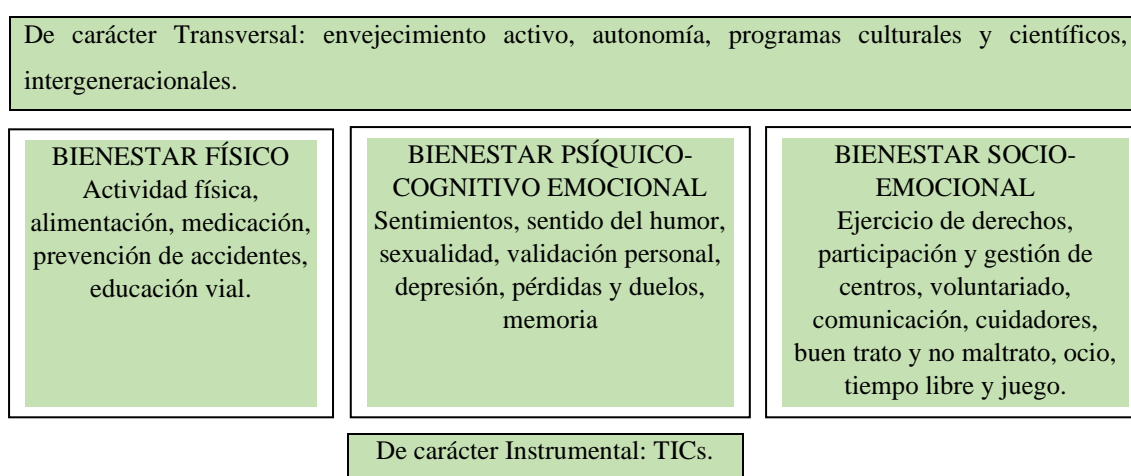 De carácter Transversal: envejecimiento activo, autonomía, programas culturales y científicos,
intergeneracionales.
BIENESTAR FÍSICO
Actividad física,
alimentación, medicación,
prevención de accidentes,
educación vial.
BIENESTAR PSÍQUICO-
COGNITIVO EMOCIONAL
Sentimientos, sentido del humor,
sexualidad, validación personal,
depresión, pérdidas y duelos,
memoria
BIENESTAR SOCIO-
EMOCIONAL
Ejercicio de derechos,
participación y gestión de
centros, voluntariado,
comunicación, cuidadores,
buen trato y no maltrato, ocio,
tiempo libre y juego.
De carácter Instrumental: TICs.